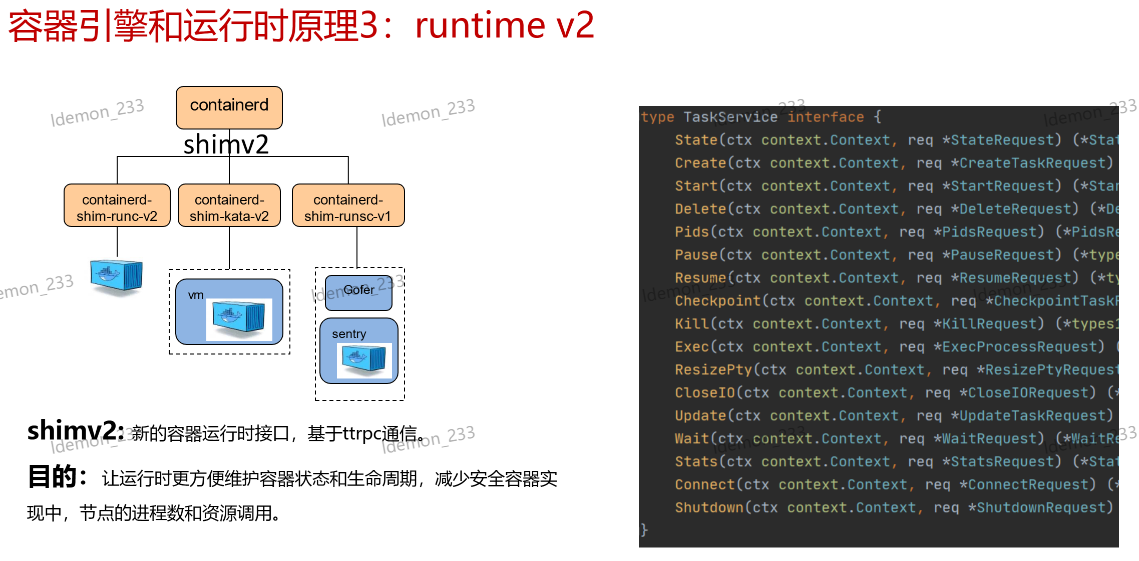 容器引擎和运行时原理3：runtime v2
ldemon_233
ldemon_233
containerd
shimv2
containerd-
shim-runc-v2
containerd-
shim-kata-v2
containerd-
shim-runsc-v1
demon_233
vm
Gofer
sentry
shimv2: 新的容器运行时接口，基于ttrpc通信。
ldemon_233
ldemon_233
目的： 让运行时更方便维护容器状态和生命周期，减少安全容器实
现中，节点的进程数和资源调用。
type TaskService interface {
State(ctx context.Context, req *StateRequest) (*Stat
Create(ctx context.Context, req *CreateTaskRequest)
Start(ctx context.Context, req *StartRequest) (*Star
Delete(ctx context.Context, req *DeleteRequest) (*De
Pids(ctx context.Context, req *PidsRequest) (*PidsRe
Pause(ctx context.Context, req *PauseRequest) (*type
Resume(ctx context.Context, req *ResumeRequest) (*ty
Checkpoint(ctx context.Context, req *CheckpointTaskR
Kill(ctx context.Context, req *KillRequest) (*types1
Exec(ctx context.Context, req *ExecProcessRequest) (
ResizePty(ctx context.Context, req *ResizePtyRequest
CloseIO(ctx context.Context, req *CloseIORequest) (*
Update(ctx context.Context, req *UpdateTaskRequest)
Wait(ctx context.Context, req *WaitRequest) (*WaitRe
Stats(ctx context.Context, req *StatsRequest) (*Stat
Connect(ctx context.Context, req *ConnectRequest) (*
Shutdown(ctx context.Context, req *ShutdownRequest)
}